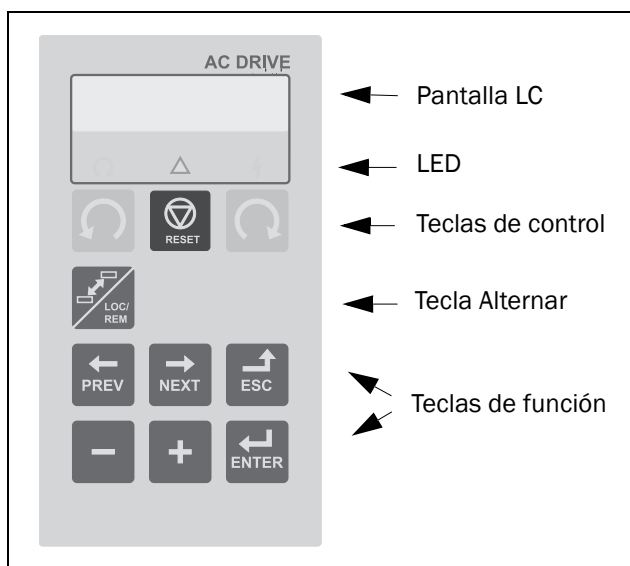 AC DRIVE
Pantalla LC
LED
RESET
Teclas de control
LOC/
REM
Tecla Alternar
PREV NEXT ESC
Teclas de función
- + ENTER